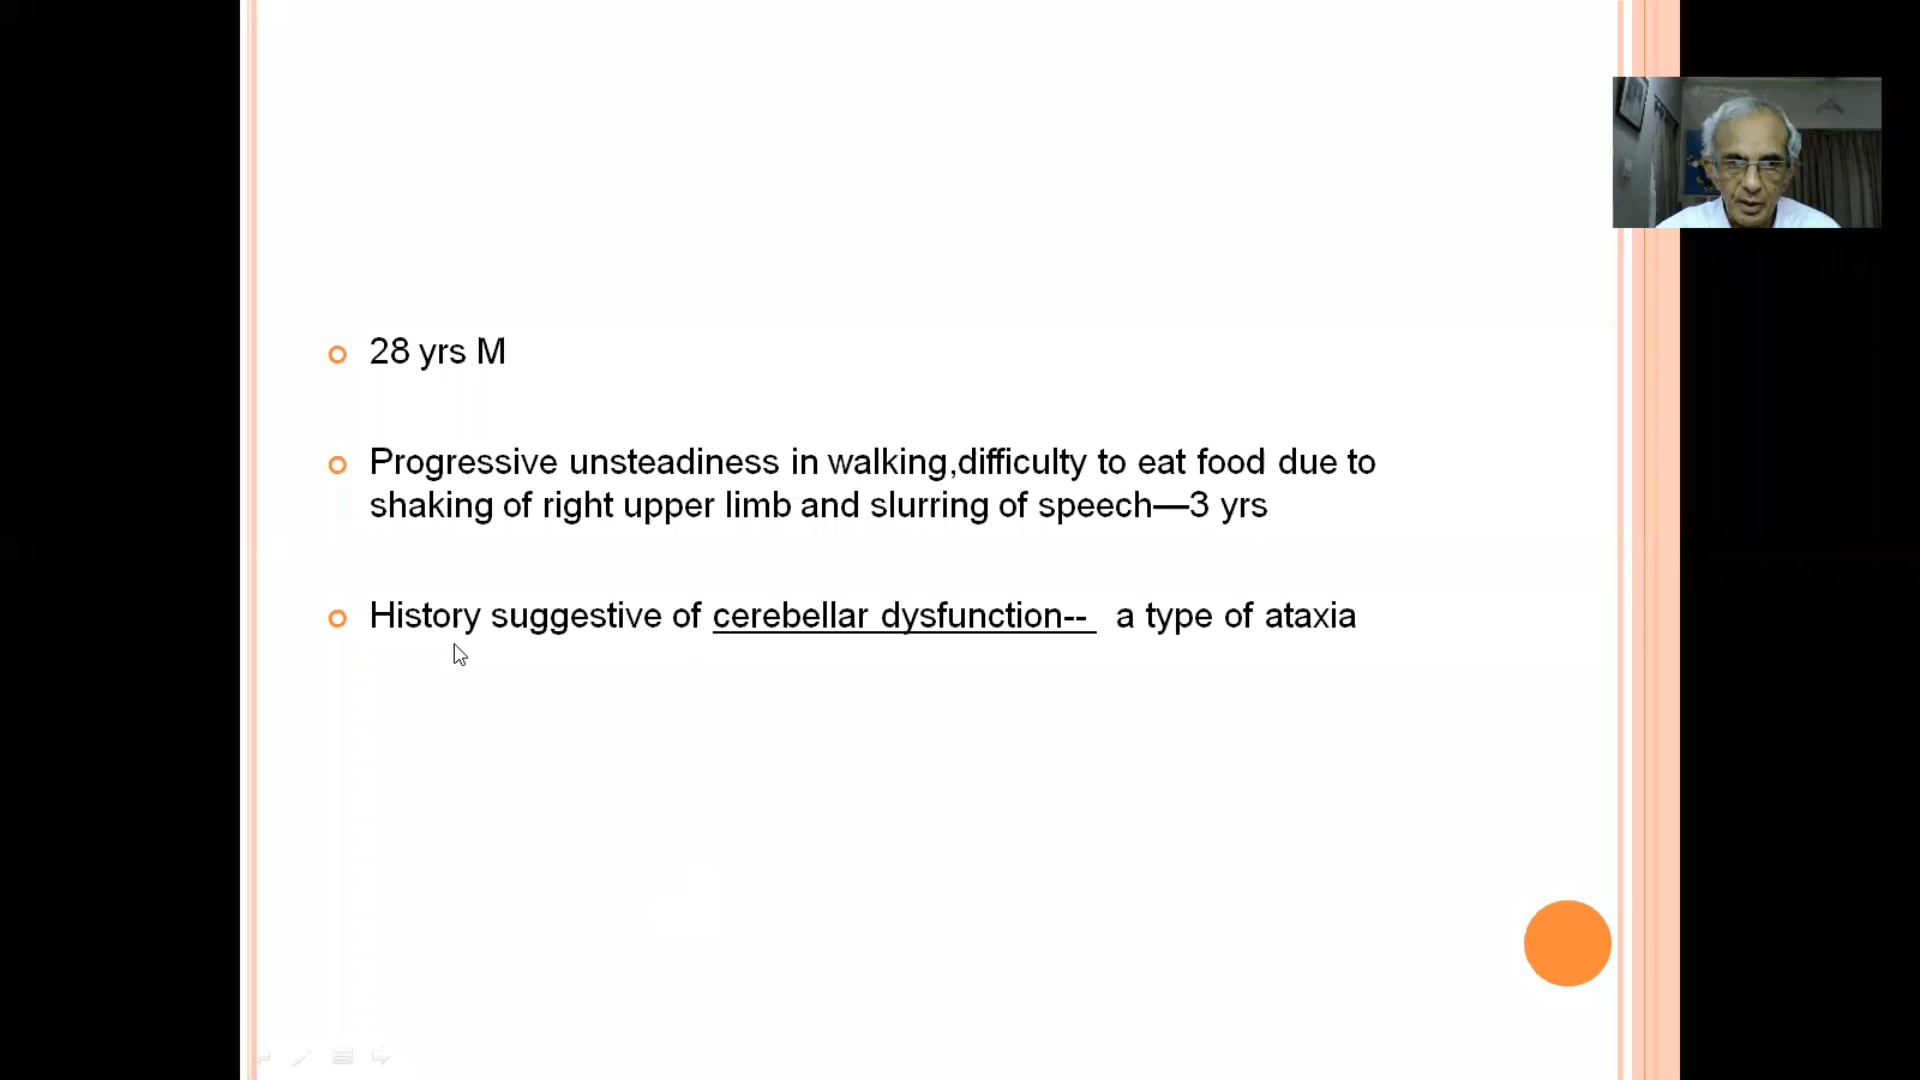 28 yrs M
Progressive unsteadiness in walking,difficulty to eat food due to
shaking of right upper limb and slurring of speech—3 yrs
History suggestive of cerebellar dysfunction-- a type of ataxia